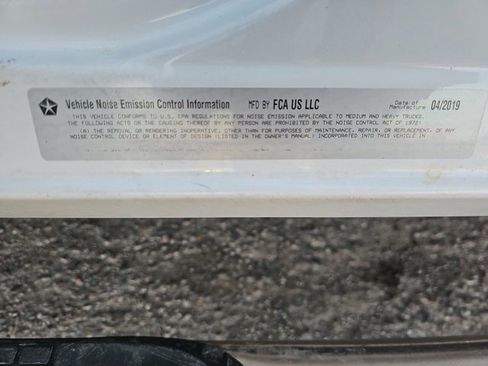 Vehicle Noise Emission Control Information MFD BY FCA US LLC Date of Manufacture 04/2019
THIS VEHICLE CONFORMS TO U.S. EPA REGULATIONS FOR NOISE EMISSION APPLICABLE TO MEDIUM AND HEAVY TRUCKS.
THE FOLLOWING ACTS OR THE CAUSING THEREOF BY ANY PERSON ARE PROHIBITED BY THE NOISE CONTROL ACT OF 1972:
(A) THE REMOVAL OR RENDERING INOPERATIVE, OTHER THAN FOR PURPOSES OF MAINTENANCE, REPAIR, OR REPLACEMENT, OF ANY
NOISE CONTROL DEVICE OR ELEMENT OF DESIGN (LISTED IN THE OWNER'S MANUAL) INCORPORATED INTO THIS VEHICLE IN